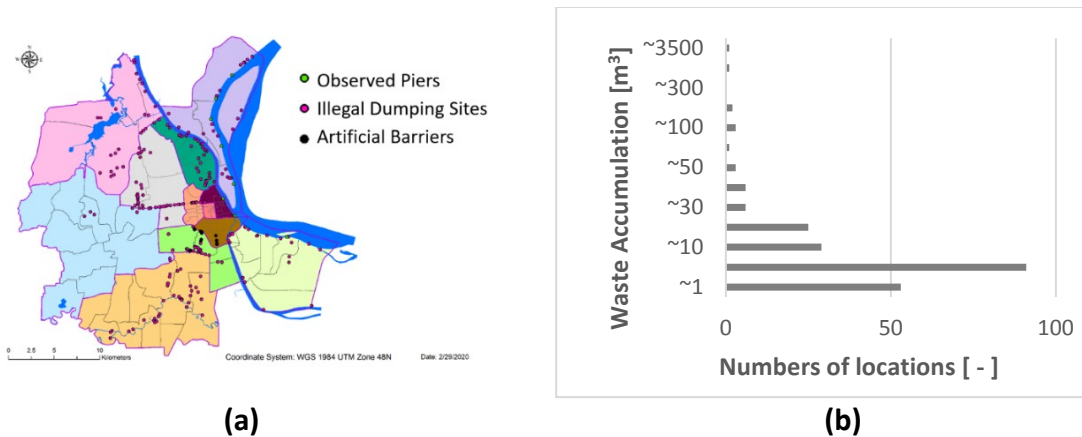 N
Observed Piers
Illegal Dumping Sites
Artificial Barriers
0 2.5 5 10
Kilometers
Coordinate System: WGS 1984 UTM Zone 48N Date: 2/29/2020
(a)
Waste Accumulation [m³]
~3500
~300
~100
~50
~30
~10
~1
0 50 100
Numbers of locations [ - ]
(b)